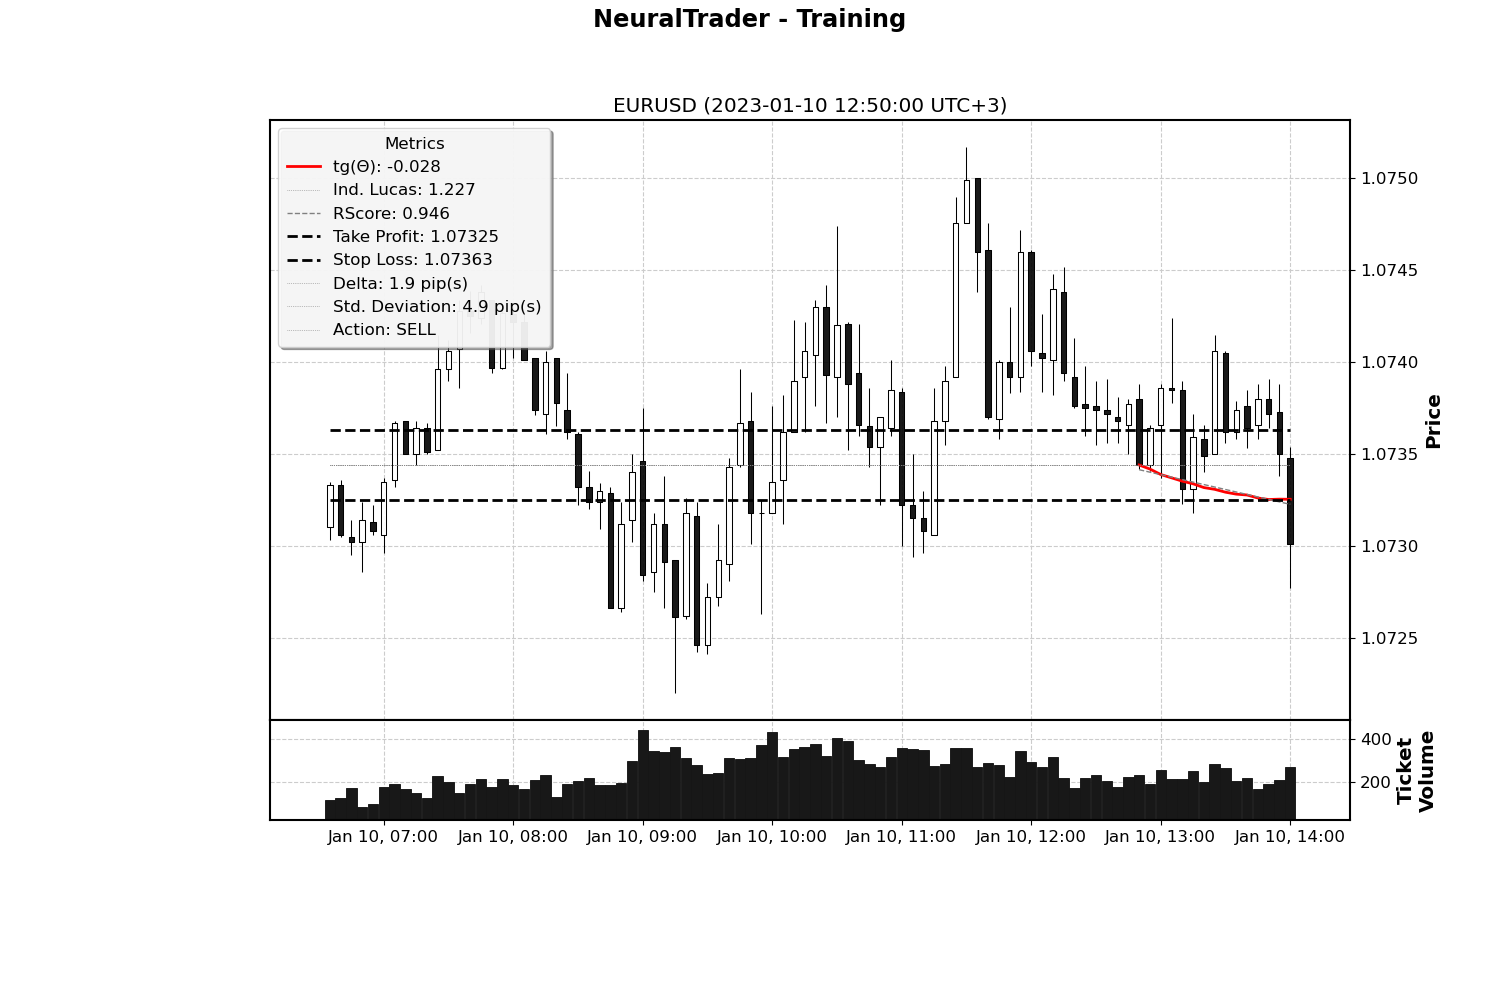 NeuralTrader - Training
EURUSD (2023-01-10 12:50:00 UTC+3)
Metrics
tg(Θ): -0.028
Ind. Lucas: 1.227
RScore: 0.946
Take Profit: 1.07325
Stop Loss: 1.07363
Delta: 1.9 pip(s)
Std. Deviation: 4.9 pip(s)
Action: SELL
1.0750
1.0745
1.0740
1.0735
1.0730
1.0725
Price
400
200
Ticket
Volume
Jan 10, 07:00 Jan 10, 08:00 Jan 10, 09:00 Jan 10, 10:00 Jan 10, 11:00 Jan 10, 12:00 Jan 10, 13:00 Jan 10, 14:00